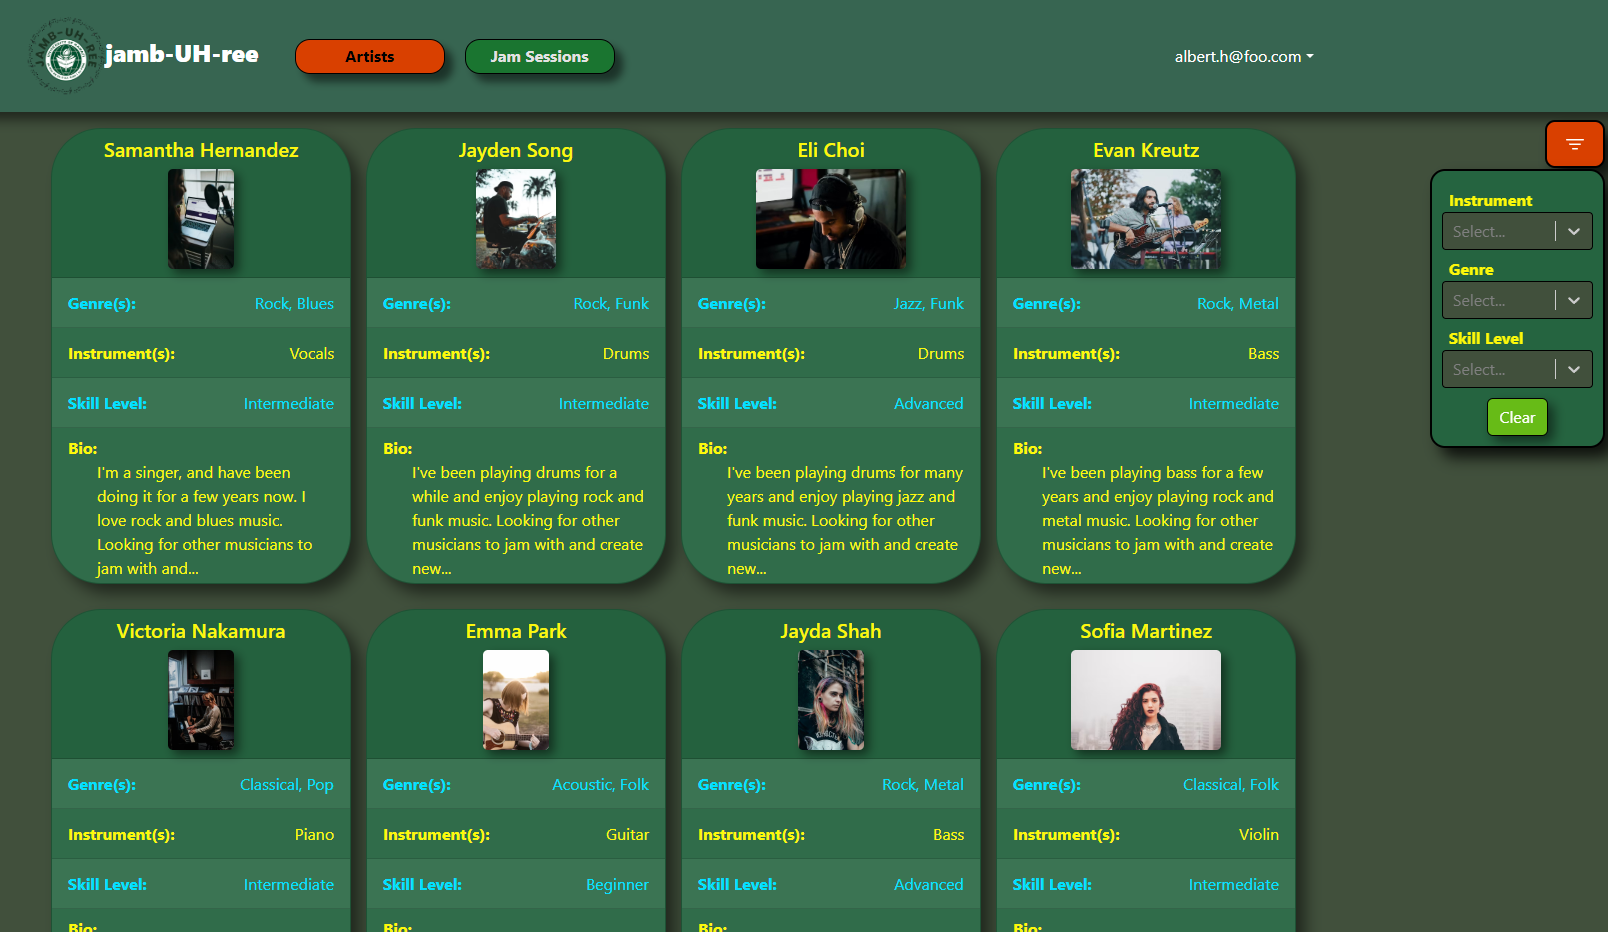 JAMB-UH-REE
jamb-UH-ree
Artists
Jam Sessions
albert.h@foo.com
Samantha Hernandez
Genre(s): Rock, Blues
Instrument(s): Vocals
Skill Level: Intermediate
Bio:
I'm a singer, and have been
doing it for a few years now. I
love rock and blues music.
Looking for other musicians to
jam with and...
Jayden Song
Genre(s): Rock, Funk
Instrument(s): Drums
Skill Level: Intermediate
Bio:
I've been playing drums for a
while and enjoy playing rock and
funk music. Looking for other
musicians to jam with and create
new...
Eli Choi
Genre(s): Jazz, Funk
Instrument(s): Drums
Skill Level: Advanced
Bio:
I've been playing drums for many
years and enjoy playing jazz and
funk music. Looking for other
musicians to jam with and create
new...
Evan Kreutz
Genre(s): Rock, Metal
Instrument(s): Bass
Skill Level: Intermediate
Bio:
I've been playing bass for a few
years and enjoy playing rock and
metal music. Looking for other
musicians to jam with and create
new...
Instrument
Select...
Genre
Select...
Skill Level
Select...
Clear
Victoria Nakamura
Genre(s): Classical, Pop
Instrument(s): Piano
Skill Level: Intermediate
Bio:
Emma Park
Genre(s): Acoustic, Folk
Instrument(s): Guitar
Skill Level: Beginner
Bio:
Jayda Shah
Genre(s): Rock, Metal
Instrument(s): Bass
Skill Level: Advanced
Bio:
Sofia Martinez
Genre(s): Classical, Folk
Instrument(s): Violin
Skill Level: Intermediate
Bio: